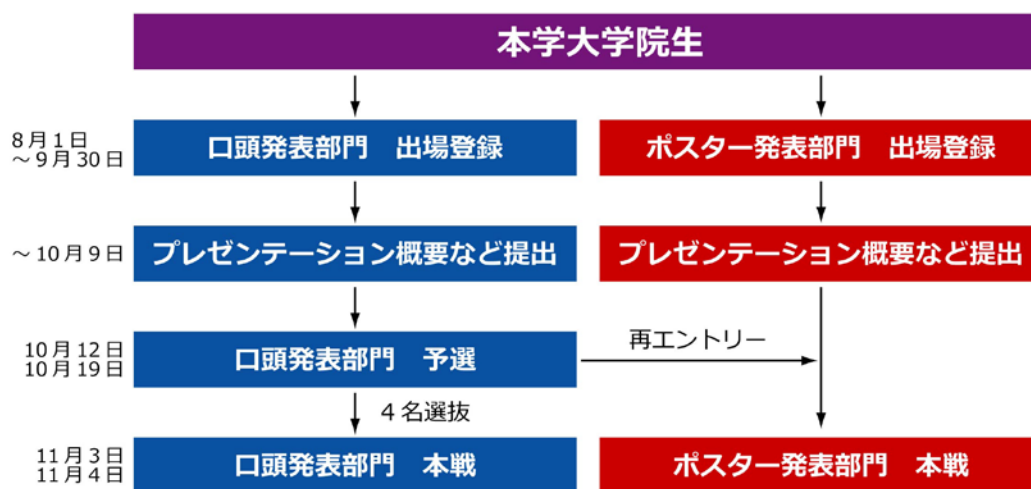 本学大学院生
8月1日
～9月30日
口頭発表部門　出場登録
ポスター発表部門　出場登録
～10月9日
プレゼンテーション概要など提出
プレゼンテーション概要など提出
10月12日
10月19日
口頭発表部門　予選
再エントリー
4名選抜
11月3日
11月4日
口頭発表部門　本戦
ポスター発表部門　本戦